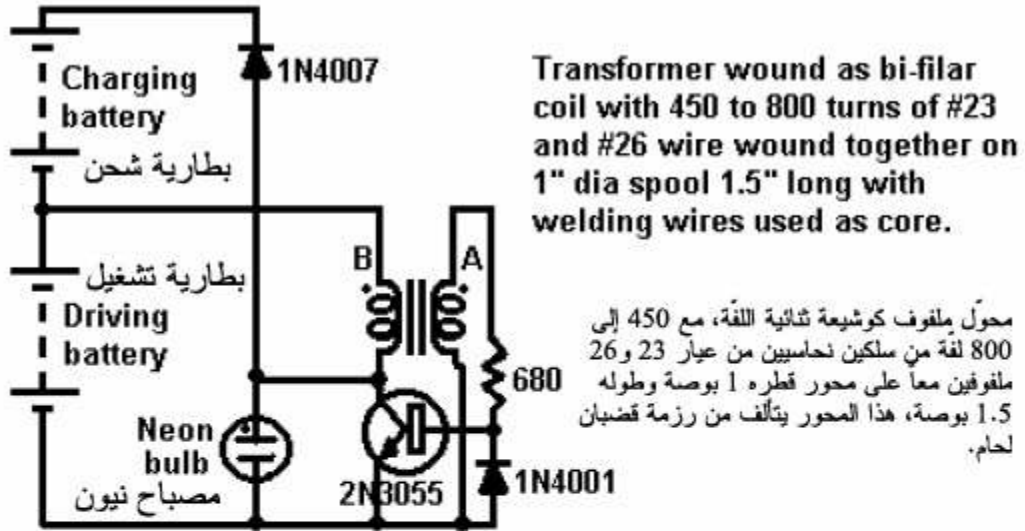 Charging
battery
بطارية شحن
1N4007
Transformer wound as bi-filar
coil with 450 to 800 turns of #23
and #26 wire wound together on
1" dia spool 1.5" long with
welding wires used as core.
B
A
بطارية تشغيل
Driving
battery
محوّل ملفوف كوشيعة ثنائية اللفّة، مع 450 إلى
800 لفّة من سلكين نحاسيين من عيار 23 و26
ملفوفين معاً على محور قطره 1 بوصة وطوله
1.5 بوصة، هذا المحور يتألف من رزمة قضبان
لحام.
680
Neon
bulb
مصباح نيون
2N3055
1N4001